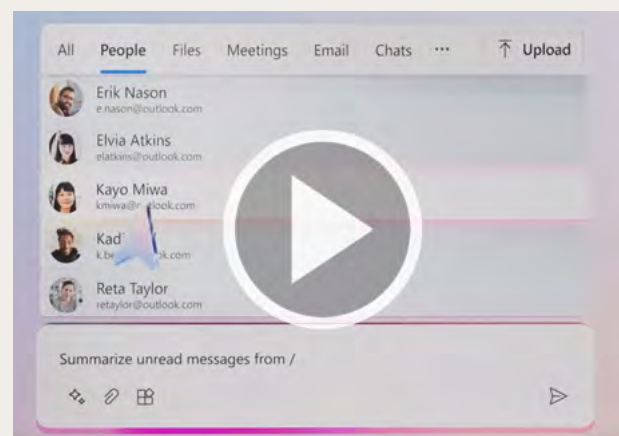 All People Files Meetings Email Chats ... Upload
Erik Nason
e.nason@outlook.com
Elvia Atkins
elatkins@outlook.com
Kayo Miwa
Reta Taylor
retaylor@outlook.com
Summarize unread messages from /